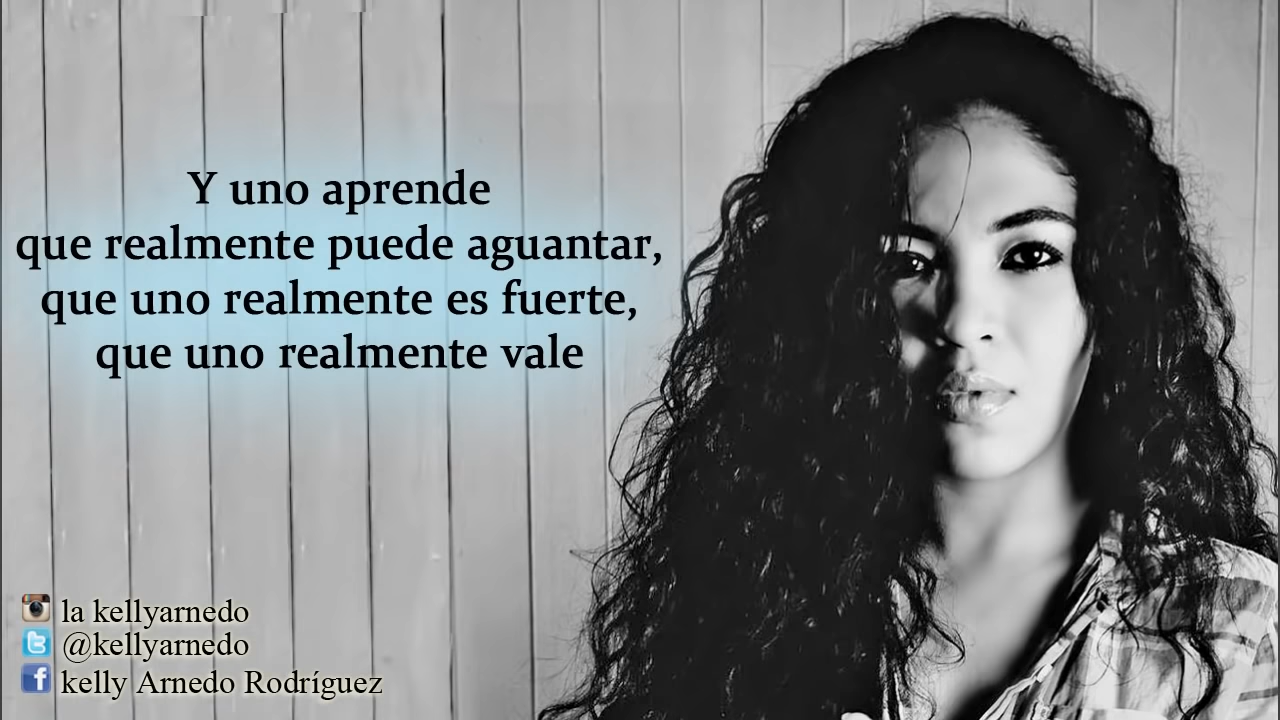 Y uno aprende
que realmente puede aguantar,
que uno realmente es fuerte,
que uno realmente vale
la kellyarnedo
@kellyarnedo
kelly Arnedo Rodríguez